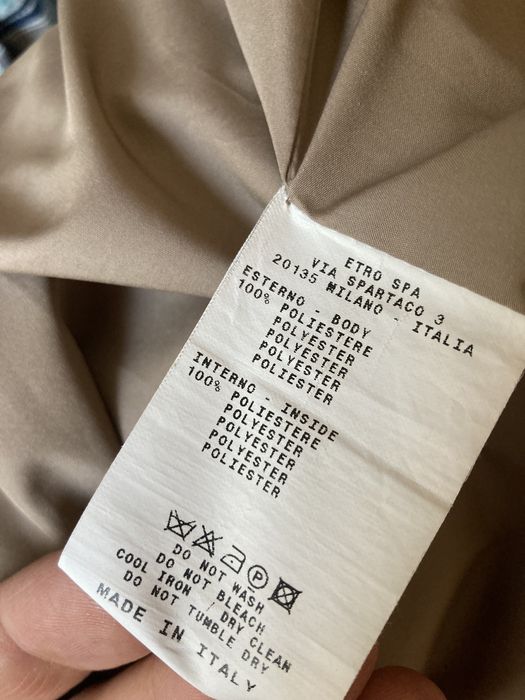 ETRO SPA
VIA SPARTACO 3
20135 MILANO - ITALIA
ESTERNO - BODY
100% POLIESTERE
POLYESTER
POLYESTER
POLYESTER
POLIESTER
INTERNO - INSIDE
100% POLIESTERE
POLYESTER
POLYESTER
POLYESTER
POLIESTER
P
DO NOT WASH
DO NOT BLEACH
COOL IRON / DRY CLEAN
DO NOT TUMBLE DRY
MADE IN ITALY